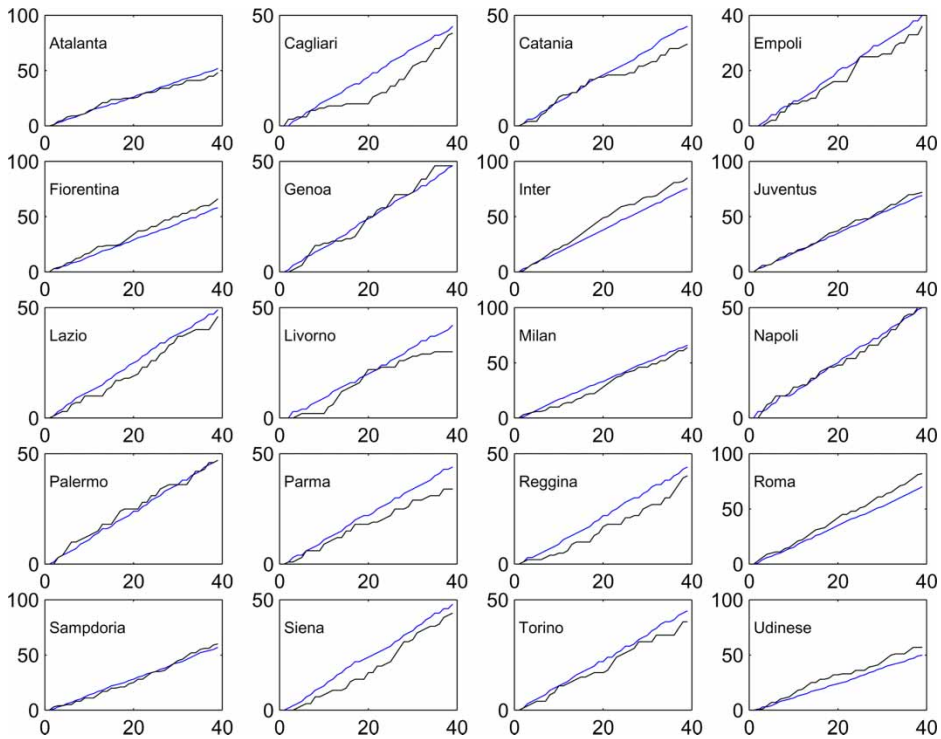 100
50
0
Atalanta
0 20 40
50
0
Cagliari
0 20 40
50
0
Catania
0 20 40
40
20
0
Empoli
0 20 40
100
50
0
Fiorentina
0 20 40
50
0
Genoa
0 20 40
100
50
0
Inter
0 20 40
100
50
0
Juventus
0 20 40
50
0
Lazio
0 20 40
50
0
Livorno
0 20 40
100
50
0
Milan
0 20 40
50
0
Napoli
0 20 40
50
0
Palermo
0 20 40
50
0
Parma
0 20 40
50
0
Reggina
0 20 40
100
50
0
Roma
0 20 40
100
50
0
Sampdoria
0 20 40
50
0
Siena
0 20 40
50
0
Torino
0 20 40
100
50
0
Udinese
0 20 40